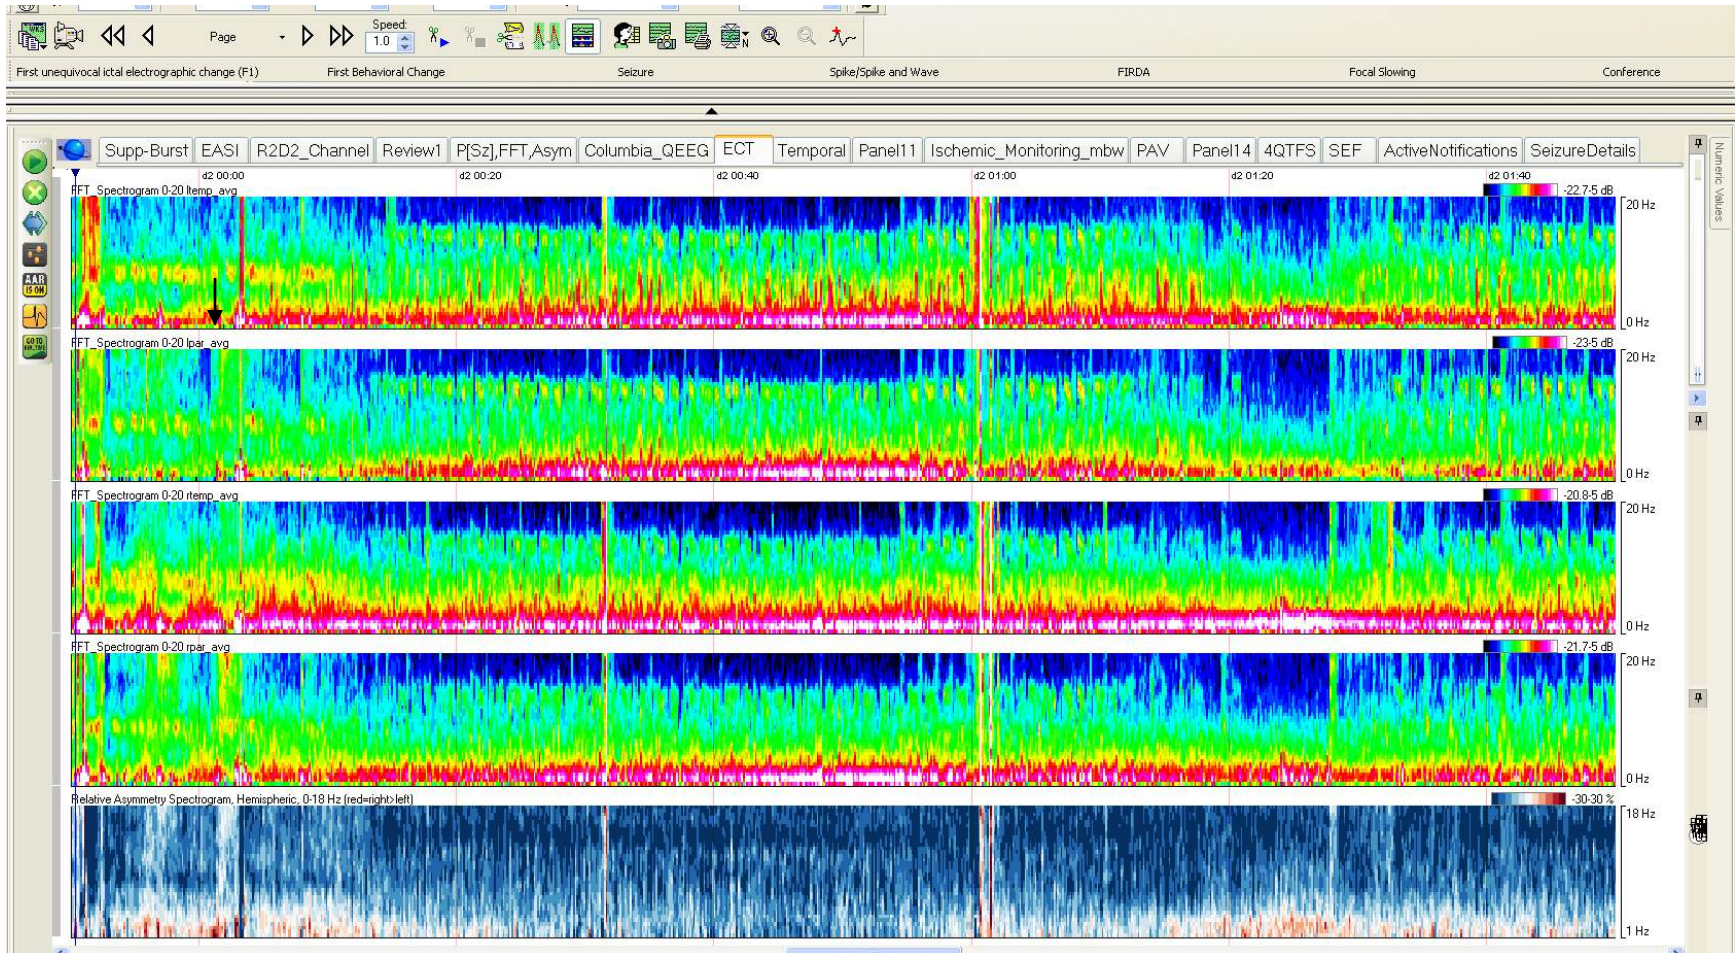 Page
Speed:
1.0
First unequivocal ictal electrographic change (F1) First Behavioral Change Seizure Spike/Spike and Wave FIRDA Focal Slowing Conference
Supp-Burst EASI R2D2_Channel Review1 P[Sz],FFT,Asym Columbia_QEEG ECT Temporal Panel11 Ischemic_Monitoring_mbw PAV Panel14 4QTFS SEF ActiveNotifications SeizureDetails
Numeric Values
d2 00:00 d2 00:20 d2 00:40 d2 01:00 d2 01:20 d2 01:40
FFT_Spectrogram 0-20 ltemp_avg -22.7-5 dB
20 Hz
AAR
IS ON
0 Hz
FFT_Spectrogram 0-20 lpar_avg -23-5 dB
20 Hz
0 Hz
FFT_Spectrogram 0-20 rtemp_avg -20.8-5 dB
20 Hz
0 Hz
FFT_Spectrogram 0-20 rpar_avg -21.7-5 dB
20 Hz
0 Hz
Relative Asymmetry Spectrogram, Hemispheric, 0-18 Hz (red=right>left) -30-30 %
18 Hz
1 Hz